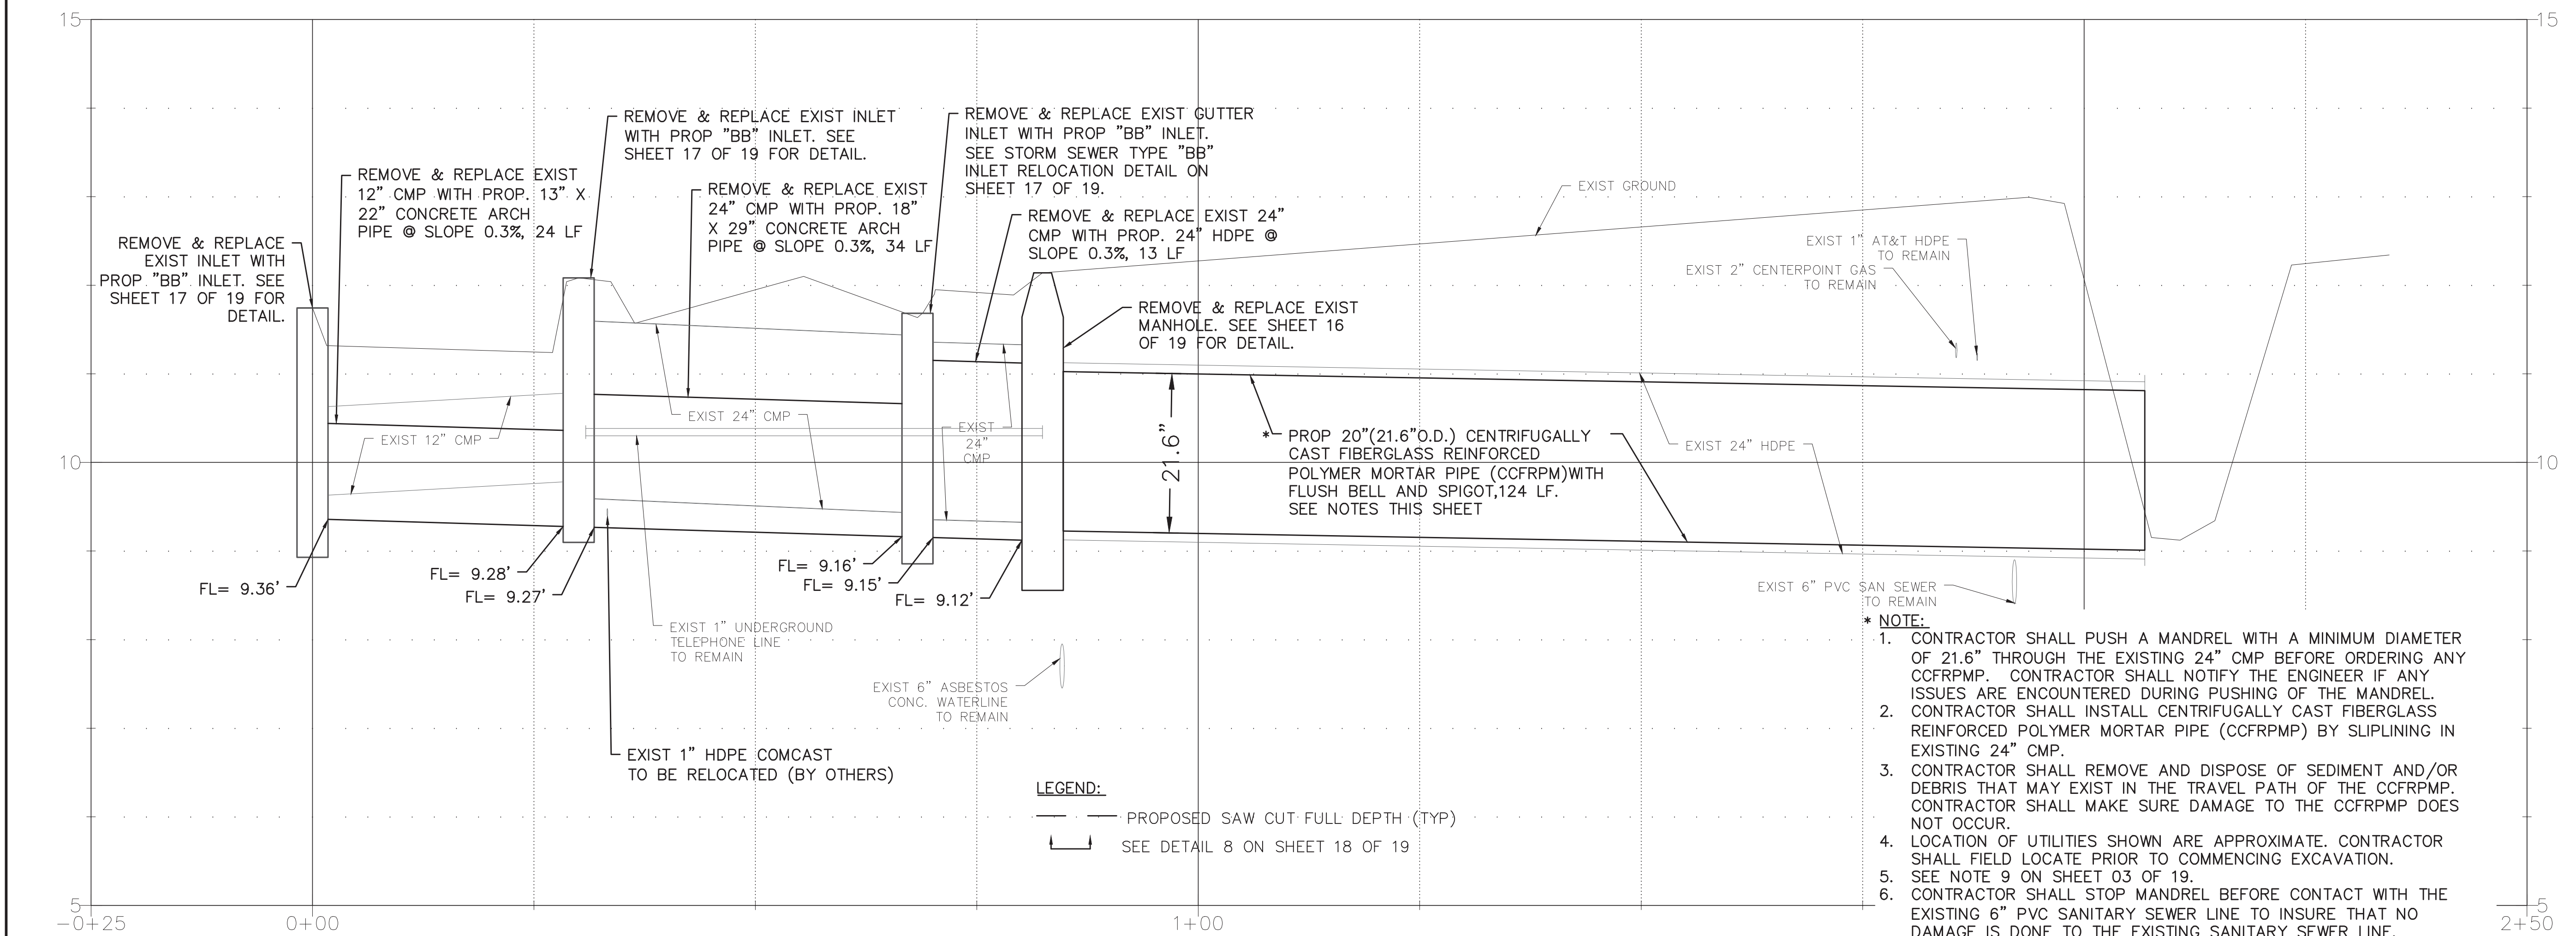 15
15
REMOVE & REPLACE EXIST INLET
WITH PROP "BB" INLET. SEE
SHEET 17 OF 19 FOR DETAIL.
REMOVE & REPLACE EXIST GUTTER
INLET WITH PROP "BB" INLET.
SEE STORM SEWER TYPE "BB"
INLET RELOCATION DETAIL ON
SHEET 17 OF 19.
REMOVE & REPLACE EXIST
12" CMP WITH PROP. 13" X
22" CONCRETE ARCH
PIPE @ SLOPE 0.3%, 24 LF
REMOVE & REPLACE EXIST
24" CMP WITH PROP. 18"
X 29" CONCRETE ARCH
PIPE @ SLOPE 0.3%, 34 LF
EXIST GROUND
REMOVE & REPLACE EXIST 24"
CMP WITH PROP. 24" HDPE @
SLOPE 0.3%, 13 LF
REMOVE & REPLACE
EXIST INLET WITH
PROP "BB" INLET. SEE
SHEET 17 OF 19 FOR
DETAIL.
EXIST 1" AT&T HDPE
TO REMAIN
EXIST 2" CENTERPOINT GAS
TO REMAIN
REMOVE & REPLACE EXIST
MANHOLE. SEE SHEET 16
OF 19 FOR DETAIL.
EXIST 24" CMP
EXIST 12" CMP
EXIST
24"
CMP
21.6"
* PROP 20"(21.6"O.D.) CENTRIFUGALLY
CAST FIBERGLASS REINFORCED
POLYMER MORTAR PIPE (CCFRPM)WITH
FLUSH BELL AND SPIGOT,124 LF.
SEE NOTES THIS SHEET
EXIST 24" HDPE
10
10
FL= 9.36'
FL= 9.28'
FL= 9.27'
FL= 9.16'
FL= 9.15'
FL= 9.12'
EXIST 6" PVC SAN SEWER
TO REMAIN
EXIST 1" UNDERGROUND
TELEPHONE LINE
TO REMAIN
EXIST 6" ASBESTOS
CONC. WATERLINE
TO REMAIN
EXIST 1" HDPE COMCAST
TO BE RELOCATED (BY OTHERS)
LEGEND:
PROPOSED SAW CUT FULL DEPTH (TYP)
SEE DETAIL 8 ON SHEET 18 OF 19
* NOTE:
1. CONTRACTOR SHALL PUSH A MANDREL WITH A MINIMUM DIAMETER
OF 21.6" THROUGH THE EXISTING 24" CMP BEFORE ORDERING ANY
CCFRPMP. CONTRACTOR SHALL NOTIFY THE ENGINEER IF ANY
ISSUES ARE ENCOUNTERED DURING PUSHING OF THE MANDREL.
2. CONTRACTOR SHALL INSTALL CENTRIFUGALLY CAST FIBERGLASS
REINFORCED POLYMER MORTAR PIPE (CCFRPMP) BY SLIPLINING IN
EXISTING 24" CMP.
3. CONTRACTOR SHALL REMOVE AND DISPOSE OF SEDIMENT AND/OR
DEBRIS THAT MAY EXIST IN THE TRAVEL PATH OF THE CCFRPMP.
CONTRACTOR SHALL MAKE SURE DAMAGE TO THE CCFRPMP DOES
NOT OCCUR.
4. LOCATION OF UTILITIES SHOWN ARE APPROXIMATE. CONTRACTOR
SHALL FIELD LOCATE PRIOR TO COMMENCING EXCAVATION.
5. SEE NOTE 9 ON SHEET 03 OF 19.
6. CONTRACTOR SHALL STOP MANDREL BEFORE CONTACT WITH THE
EXISTING 6" PVC SANITARY SEWER LINE TO INSURE THAT NO
DAMAGE IS DONE TO THE EXISTING SANITARY SEWER LINE.
5
5
-0+25
0+00
1+00
2+50